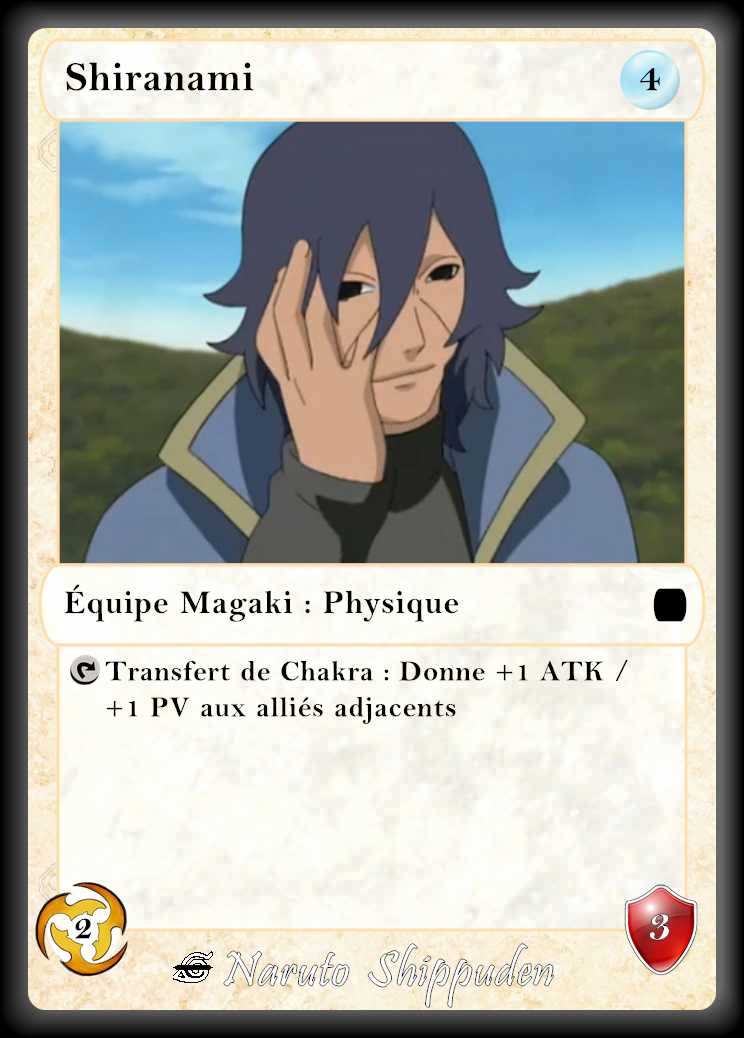 Shiranami
4
Équipe Magaki : Physique
Transfert de Chakra : Donne +1 ATK /
+1 PV aux alliés adjacents
2
3
Naruto Shippuden